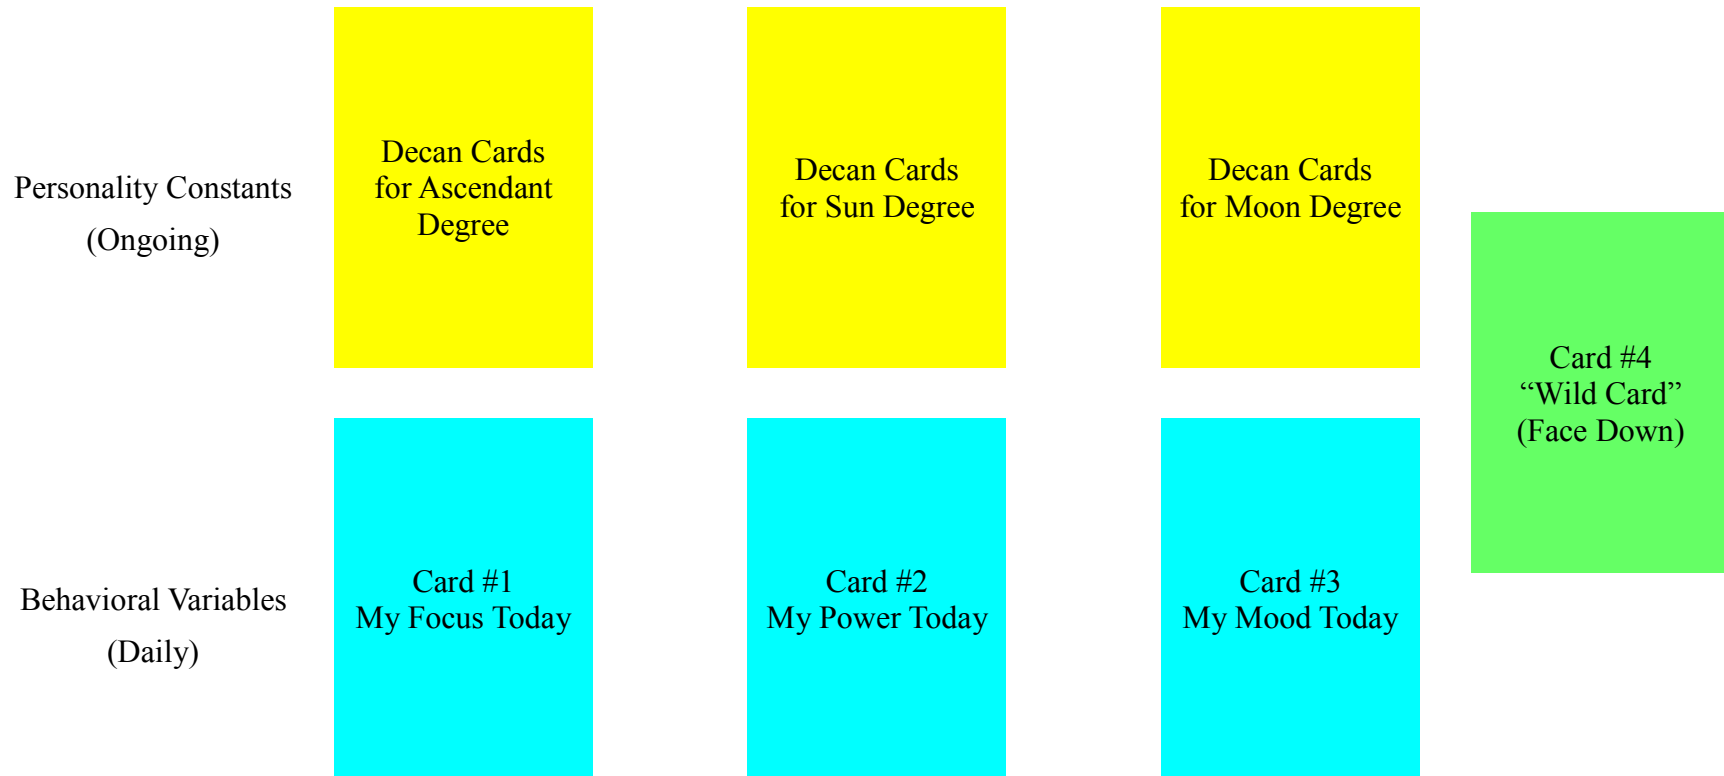 Personality Constants
(Ongoing)
Decan Cards
for Ascendant
Degree
Decan Cards
for Sun Degree
Decan Cards
for Moon Degree
Card #4
“Wild Card”
(Face Down)
Behavioral Variables
(Daily)
Card #1
My Focus Today
Card #2
My Power Today
Card #3
My Mood Today